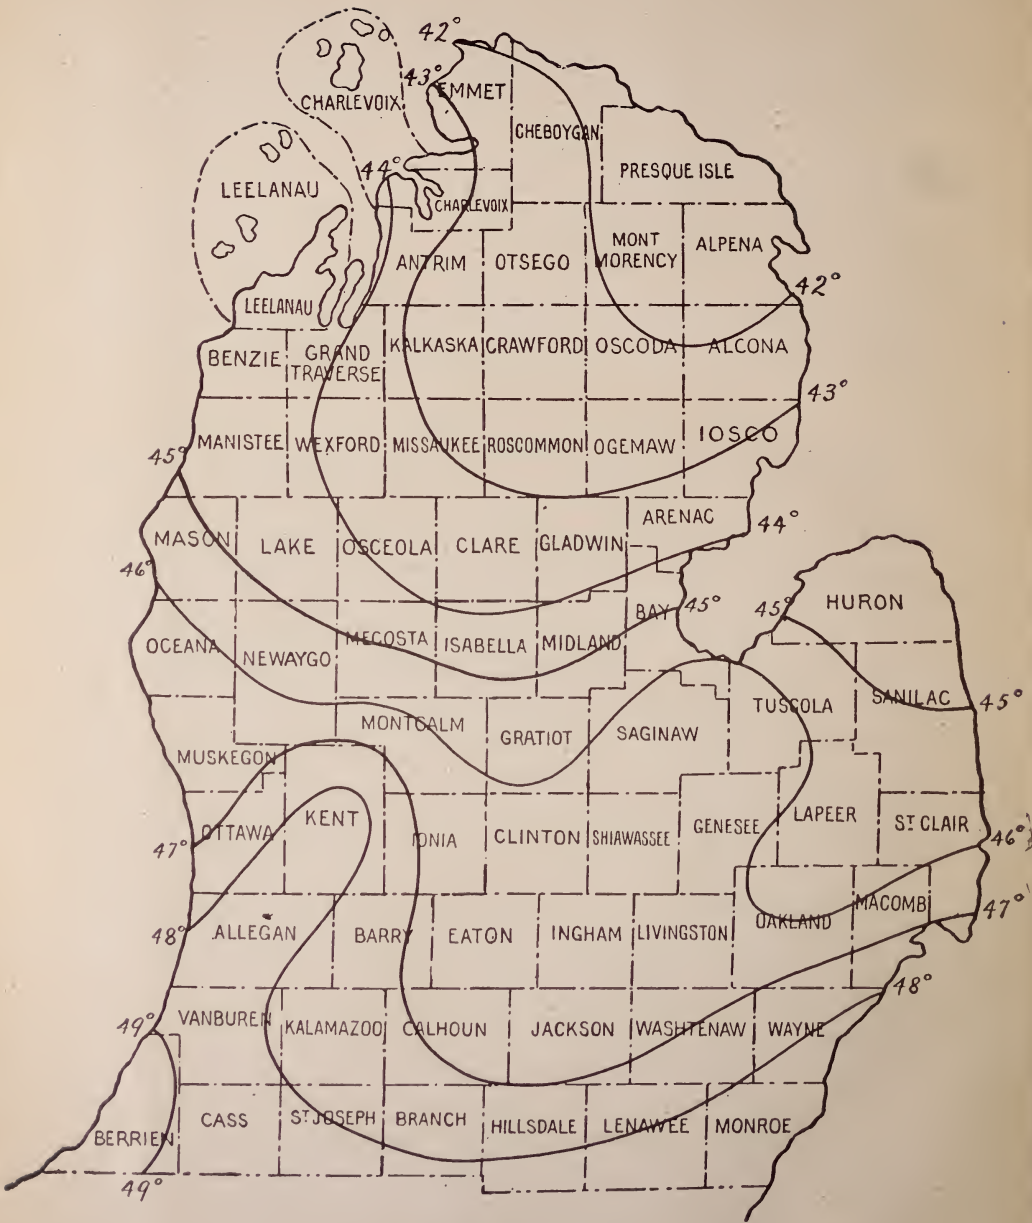 42°
43°
EMMET
CHARLEVOIX
CHEBOYGAN
PRESQUE ISLE
44°
LEELANAU
CHARLEVOIX
MONT
MORENCY
ALPENA
ANTRIM
OTSEGO
42°
LEELANAU
BENZIE
GRAND
TRAVERSE
KALKASKA
CRAWFORD
OSCODA
ALCONA
43°
MANISTEE
WEXFORD
MISSAUKEE
ROSCOMMON
OGEMAW
IOSCO
45°
ARENAC
44°
MASON
LAKE
OSCEOLA
CLARE
GLADWIN
46°
HURON
BAY
45°
45°
OCEANA
NEWAYGO
MECOSTA
ISABELLA
MIDLAND
TUSCOLA
SANILAC
45°
MONTCALM
GRATIOT
SAGINAW
MUSKEGON
OTTAWA
KENT
IONIA
CLINTON
SHIAWASSEE
GENESEE
LAPEER
ST. CLAIR
46°
47°
MACOMB
47°
48°
ALLEGAN
BARRY
EATON
INGHAM
LIVINGSTON
OAKLAND
48°
49°
VANBUREN
KALAMAZOO
CALHOUN
JACKSON
WASHTENAW
WAYNE
BERRIEN
CASS
ST. JOSEPH
BRANCH
HILLSDALE
LENAWEE
MONROE
49°